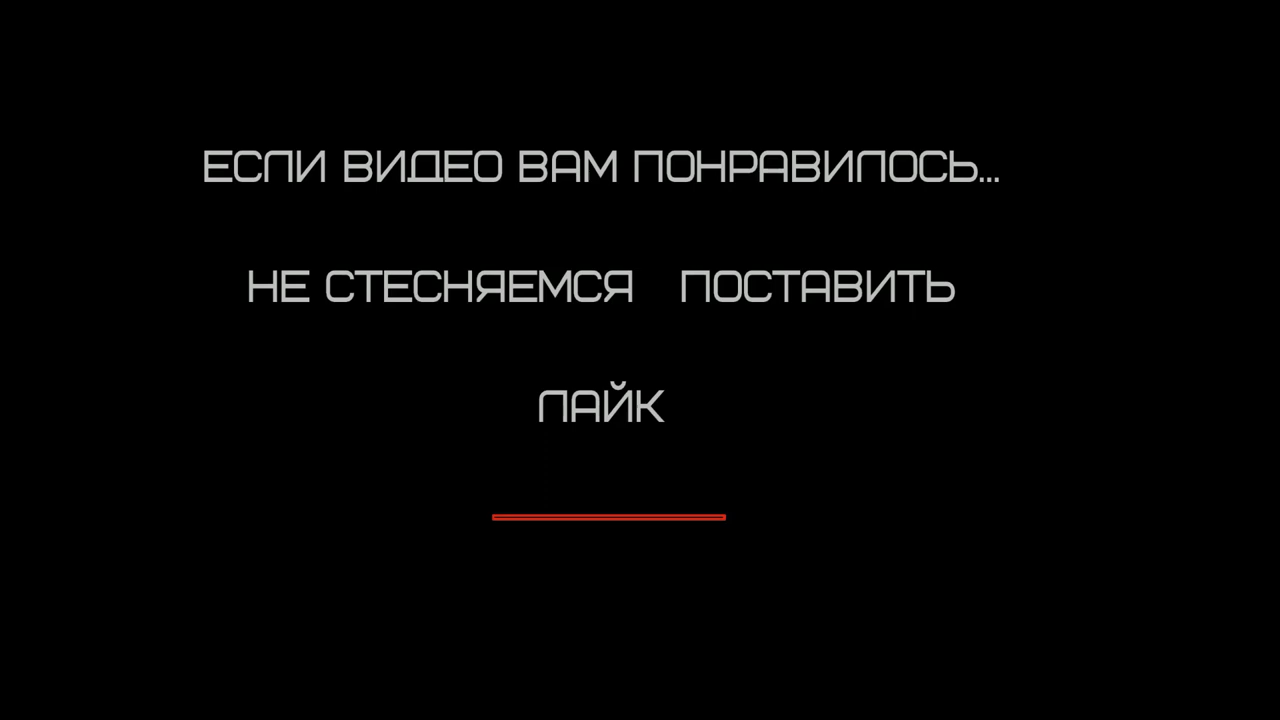 ЕСЛИ ВИДЕО ВАМ ПОНРАВИЛОСЬ...
НЕ СТЕСНЯЕМСЯ ПОСТАВИТЬ
ЛАЙК